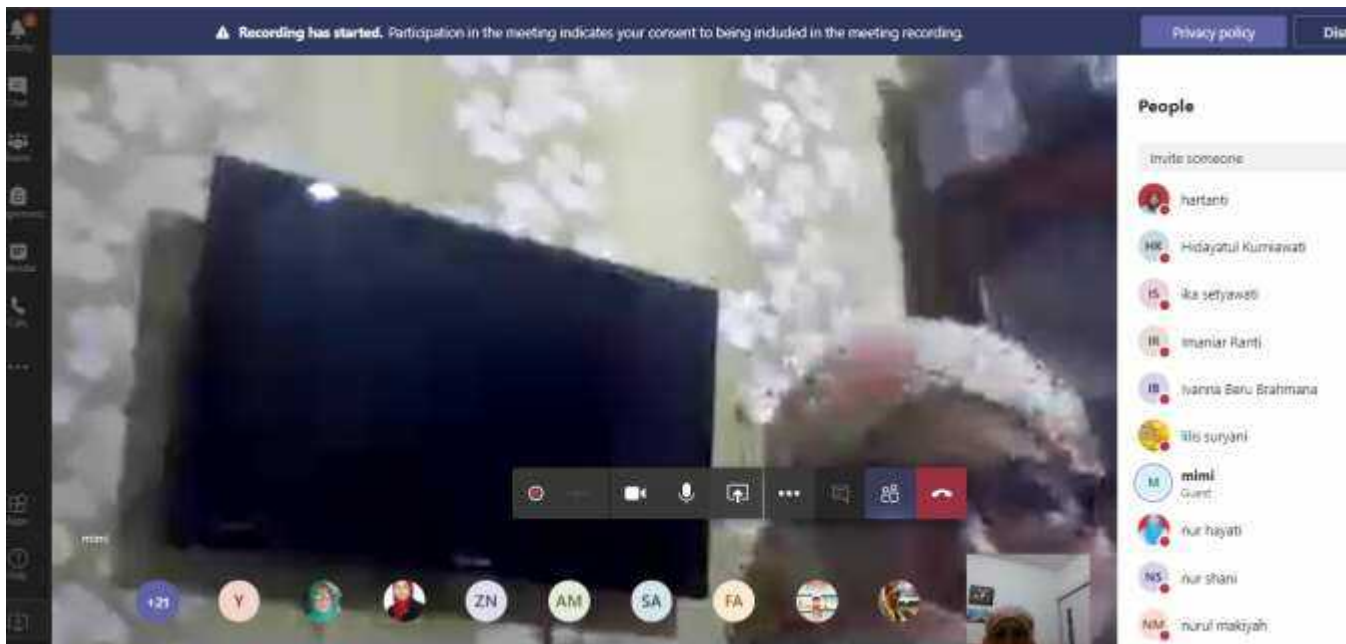 Recording has started. Participation in the meeting indicates your consent to being included in the meeting recording.
Privacy policy
People
Invite someone
hartanti
HK Hidayatul Kurniawati
IS ika setyawati
IR Imaniar Ranti
IB Ivanna Beru Brahmana
lilis suryani
M mimi
Guest
nur hayati
NS nur shani
NM nurul makiyah
mimi
+21 Y ZN AM SA FA